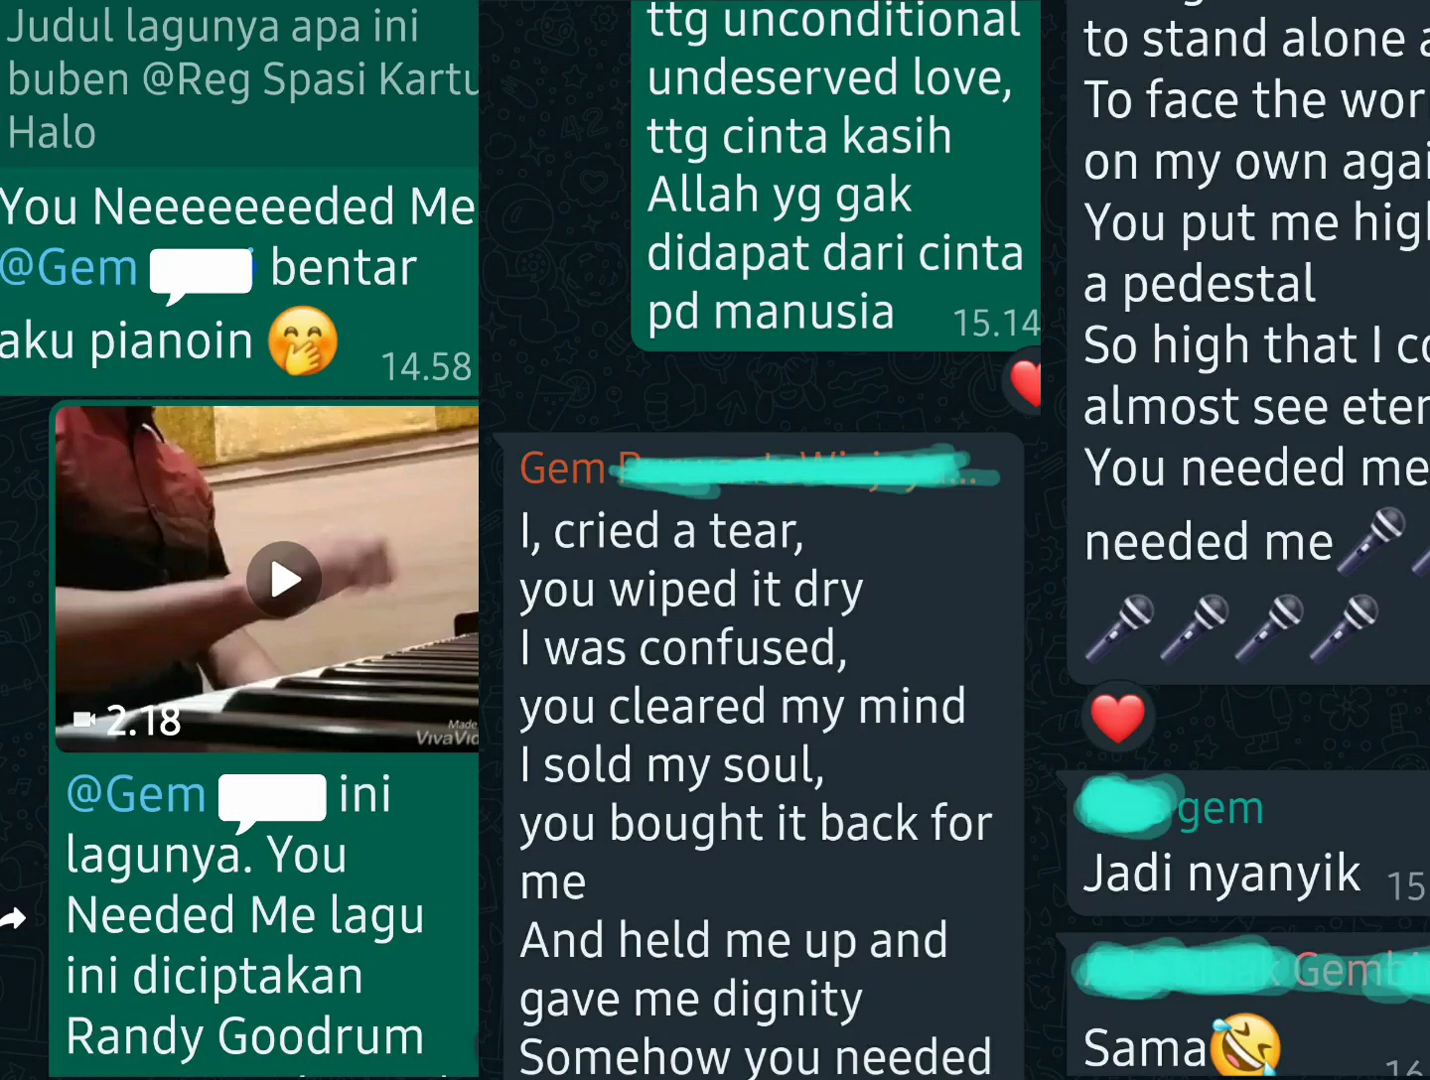 Judul lagunya apa ini
buben @Reg Spasi Kartu
Halo
You Neeeeeeeded Me
@Gem bentar
aku pianoin 🤭
14.58
2.18
Made
VivaVid
@Gem ini
lagunya. You
Needed Me lagu
ini diciptakan
Randy Goodrum
ttg unconditional
undeserved love,
ttg cinta kasih
Allah yg gak
didapat dari cinta
pd manusia 15.14
❤️
Gem
I, cried a tear,
you wiped it dry
I was confused,
you cleared my mind
I sold my soul,
you bought it back for
me
And held me up and
gave me dignity
Somehow you needed
to stand alone a
To face the wor
on my own agai
You put me hig
a pedestal
So high that I co
almost see eter
You needed me
needed me🎤
🎤🎤🎤🎤
❤️
gem
Jadi nyanyik 15
Gemb
Sama🤣
16